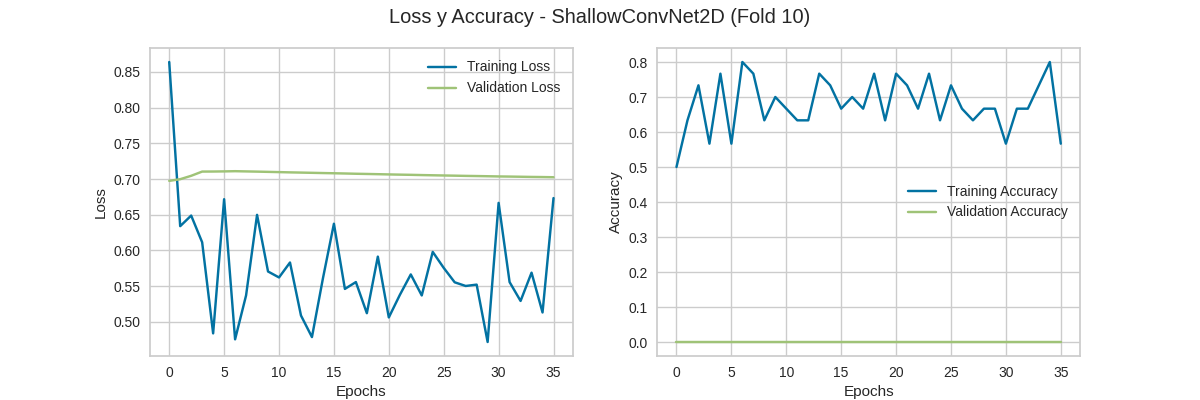 Loss y Accuracy - ShallowConvNet2D (Fold 10)
Training Loss
Validation Loss
0.85
0.80
0.75
0.70
0.65
0.60
0.55
0.50
Loss
0 5 10 15 20 25 30 35
Epochs
Training Accuracy
Validation Accuracy
0.8
0.7
0.6
0.5
0.4
0.3
0.2
0.1
0.0
Accuracy
0 5 10 15 20 25 30 35
Epochs